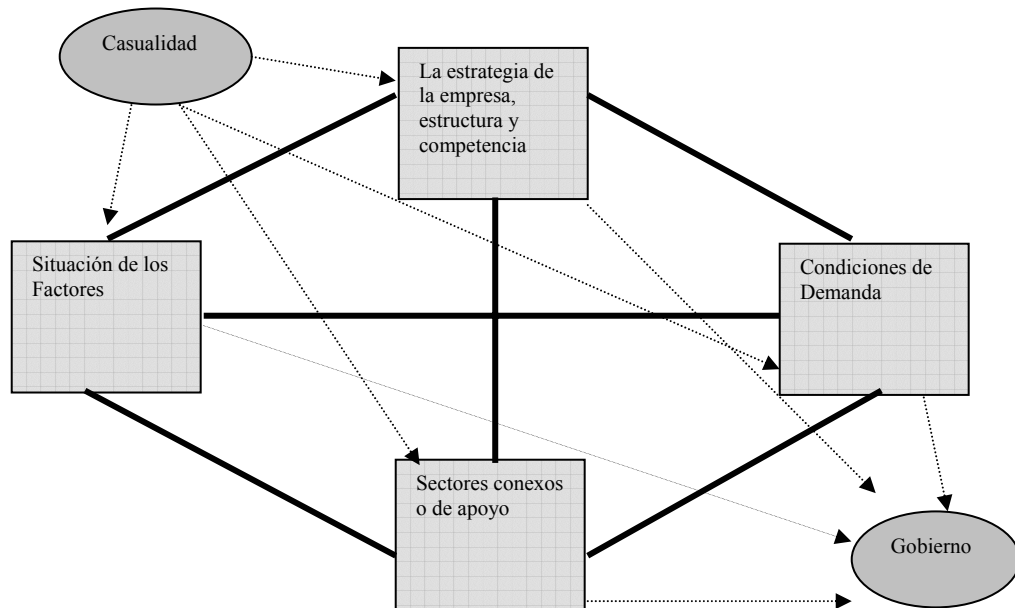 Casualidad
La estrategia de
la empresa,
estructura y
competencia
Situación de los
Factores
Condiciones de
Demanda
Sectores conexos
o de apoyo
Gobierno